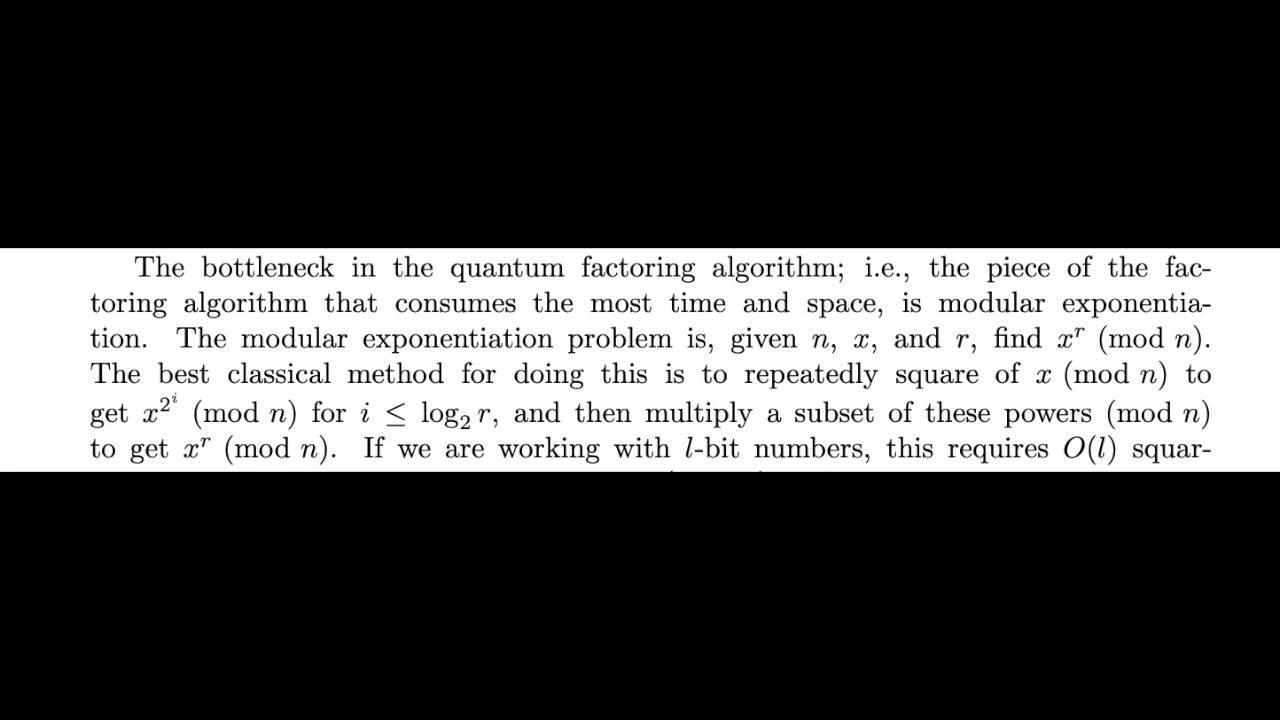 The bottleneck in the quantum factoring algorithm; i.e., the piece of the fac-
toring algorithm that consumes the most time and space, is modular exponentia-
tion. The modular exponentiation problem is, given n, x, and r, find xʳ (mod n).
The best classical method for doing this is to repeatedly square of x (mod n) to
get x^{2^i} (mod n) for i ≤ log₂ r, and then multiply a subset of these powers (mod n)
to get xʳ (mod n). If we are working with l-bit numbers, this requires O(l) squar-